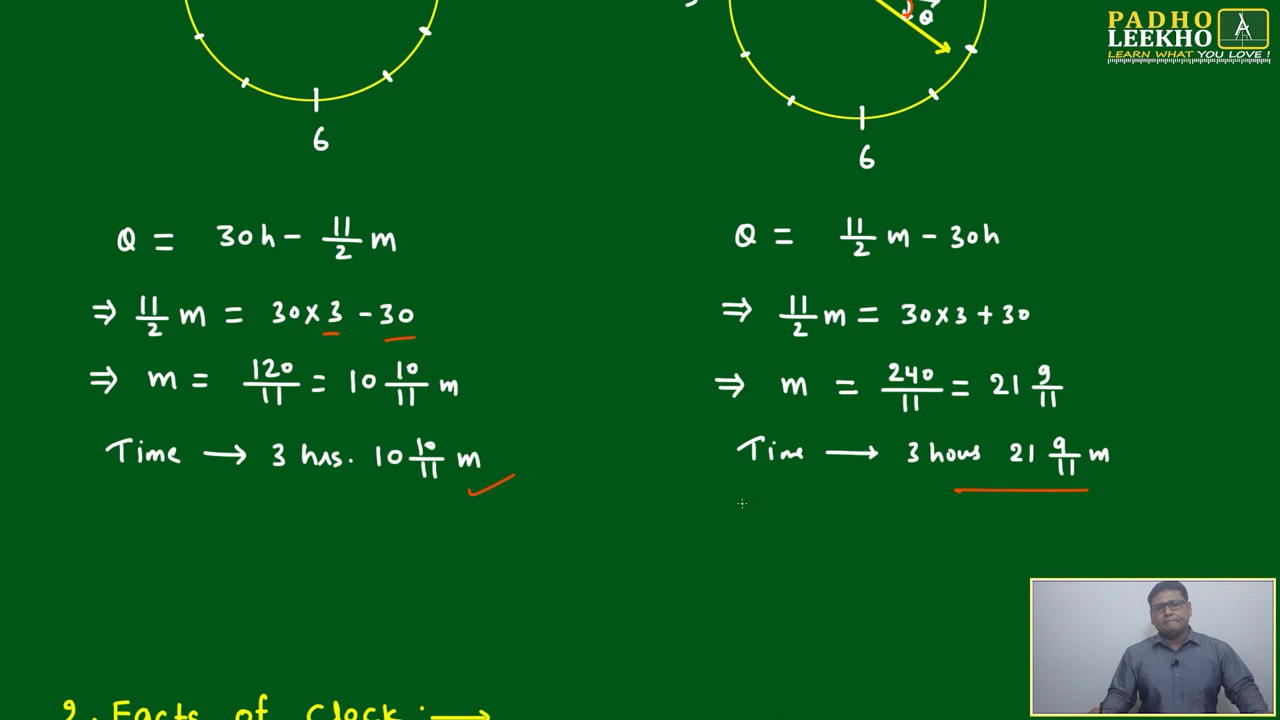 PADHO
LEEKHO
LEARN WHAT YOU LOVE !
θ
6
6
θ = 30h - 11/2 m
⇒ 11/2 m = 30×3 - 30
⇒ m = 120/11 = 10 10/11 m
Time → 3 hrs. 10 10/11 m
θ = 11/2 m - 30h
⇒ 11/2 m = 30×3 + 30
⇒ m = 240/11 = 21 9/11
Time → 3 hours 21 9/11 m
2. Facts of Clock : →